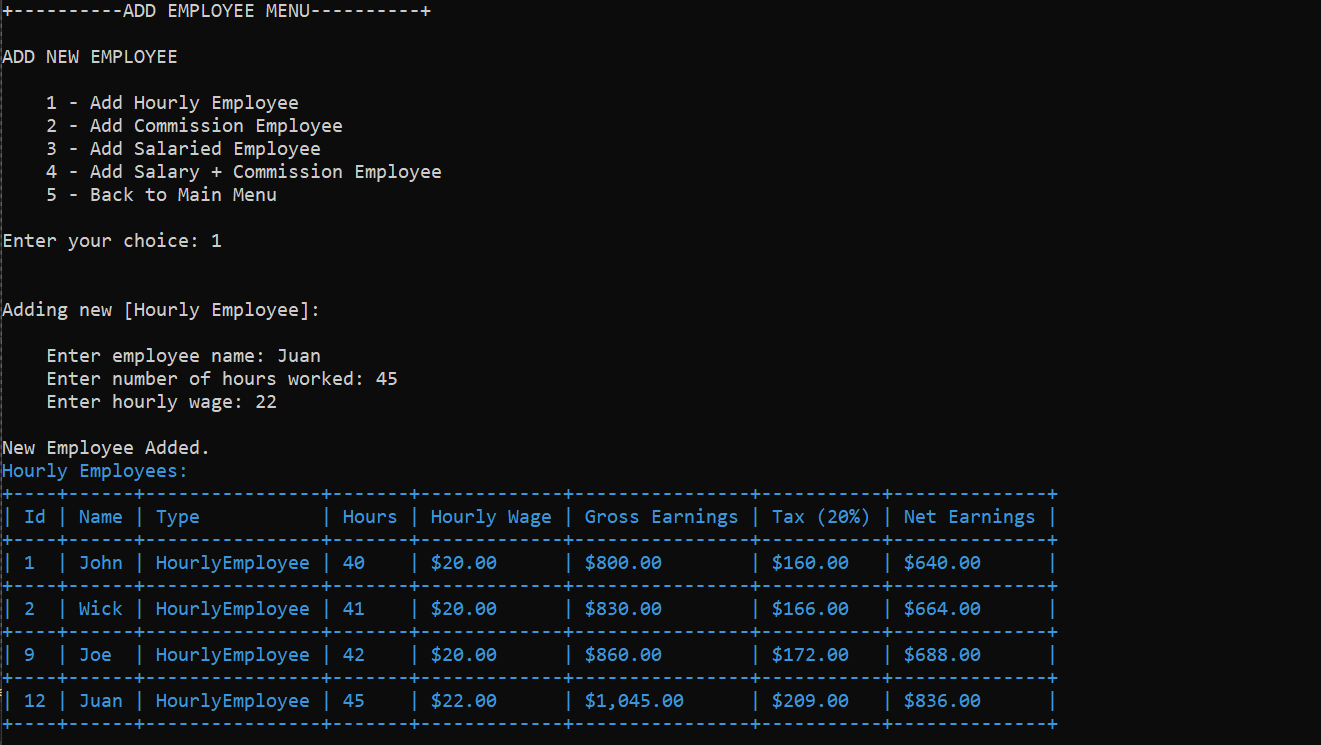 +----------ADD EMPLOYEE MENU----------+
ADD NEW EMPLOYEE
    1 - Add Hourly Employee
    2 - Add Commission Employee
    3 - Add Salaried Employee
    4 - Add Salary + Commission Employee
    5 - Back to Main Menu
Enter your choice: 1
Adding new [Hourly Employee]:
    Enter employee name: Juan
    Enter number of hours worked: 45
    Enter hourly wage: 22
New Employee Added.
Hourly Employees:
+----+------+----------------+-------+-------------+----------------+-----------+--------------+
| Id | Name | Type           | Hours | Hourly Wage | Gross Earnings | Tax (20%) | Net Earnings |
+----+------+----------------+-------+-------------+----------------+-----------+--------------+
| 1  | John | HourlyEmployee | 40    | $20.00      | $800.00        | $160.00   | $640.00      |
+----+------+----------------+-------+-------------+----------------+-----------+--------------+
| 2  | Wick | HourlyEmployee | 41    | $20.00      | $830.00        | $166.00   | $664.00      |
+----+------+----------------+-------+-------------+----------------+-----------+--------------+
| 9  | Joe  | HourlyEmployee | 42    | $20.00      | $860.00        | $172.00   | $688.00      |
+----+------+----------------+-------+-------------+----------------+-----------+--------------+
| 12 | Juan | HourlyEmployee | 45    | $22.00      | $1,045.00      | $209.00   | $836.00      |
+----+------+----------------+-------+-------------+----------------+-----------+--------------+